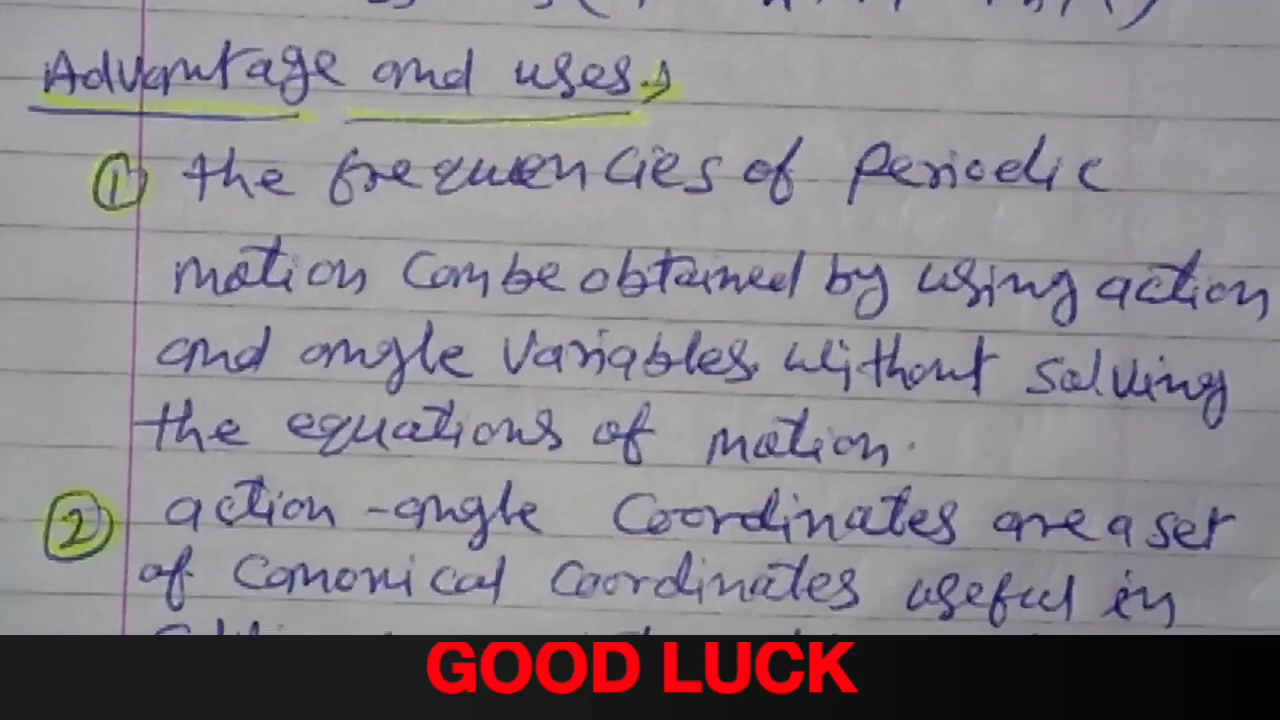 Advantage and uses→
① the frequencies of periodic
motion can be obtained by using action
and angle variables without solving
the equations of motion.
② action-angle coordinates are a set
of canonical coordinates useful in
GOOD LUCK